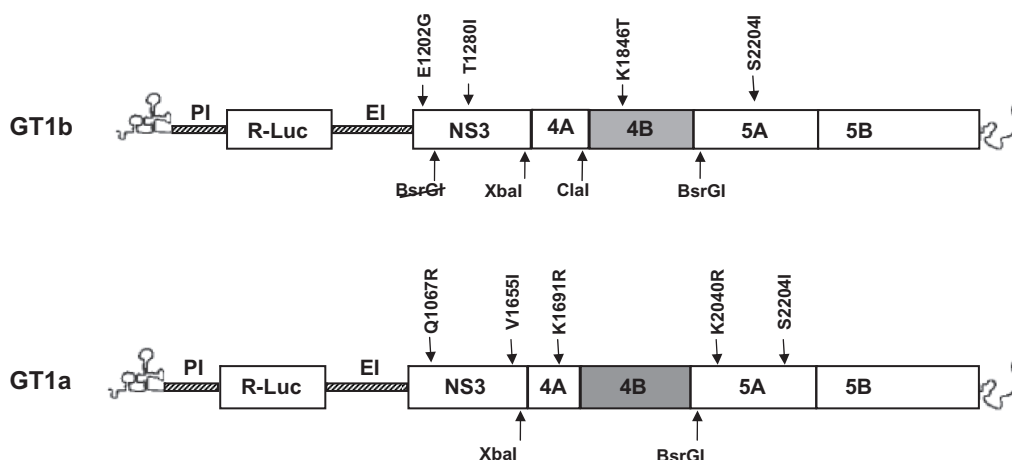 E1202G T1280I K1846T S2204I
GT1b PI R-Luc EI NS3 4A 4B 5A 5B
BsrGI XbaI ClaI BsrGI
Q1067R V1655I K1691R K2040R S2204I
GT1a PI R-Luc EI NS3 4A 4B 5A 5B
XbaI BsrGI